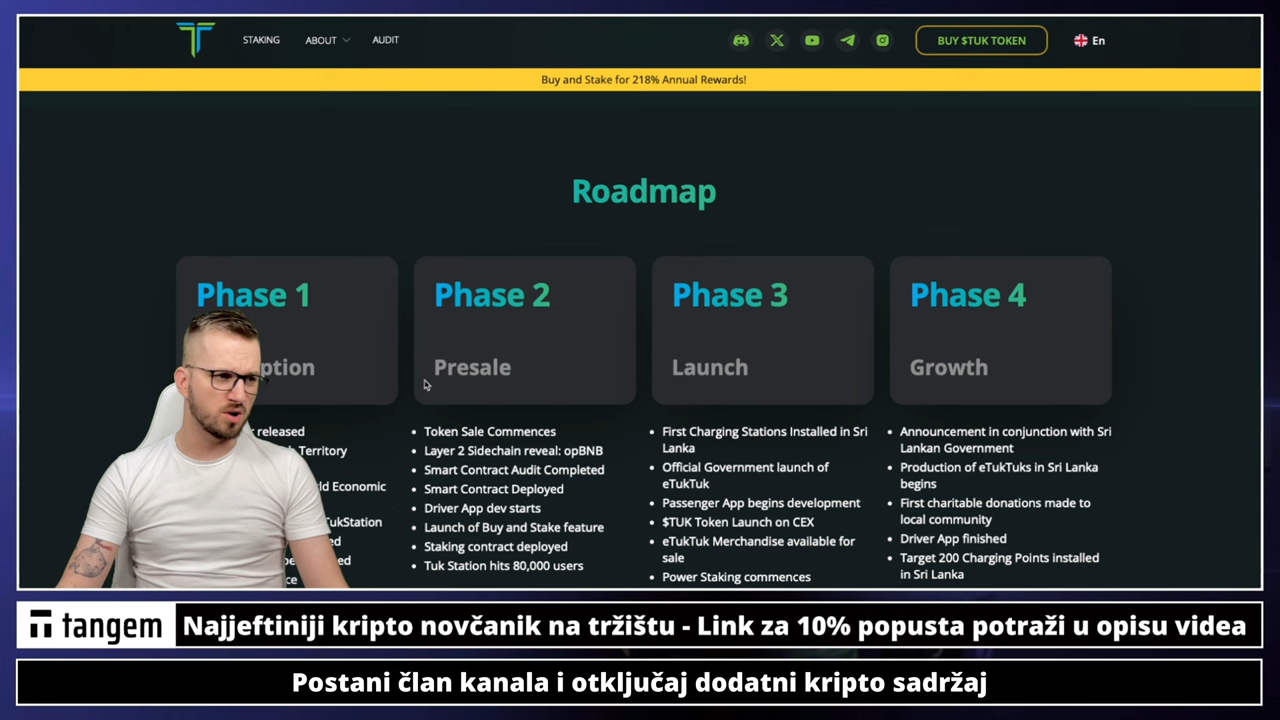 STAKING
ABOUT
AUDIT
BUY $TUK TOKEN
En
Buy and Stake for 218% Annual Rewards!
Roadmap
Phase 1
Phase 2
Presale
Token Sale Commences
Layer 2 Sidechain reveal: opBNB
Smart Contract Audit Completed
Smart Contract Deployed
Driver App dev starts
Launch of Buy and Stake feature
Staking contract deployed
Tuk Station hits 80,000 users
Phase 3
Launch
First Charging Stations Installed in Sri
Lanka
Official Government launch of
eTukTuk
Passenger App begins development
$TUK Token Launch on CEX
eTukTuk Merchandise available for
sale
Power Staking commences
Phase 4
Growth
Announcement in conjunction with Sri
Lankan Government
Production of eTukTuks in Sri Lanka
begins
First charitable donations made to
local community
Driver App finished
Target 200 Charging Points installed
in Sri Lanka
released
Territory
Economic
tangem
Najjeftiniji kripto novčanik na tržištu - Link za 10% popusta potraži u opisu videa
Postani član kanala i otključaj dodatni kripto sadržaj